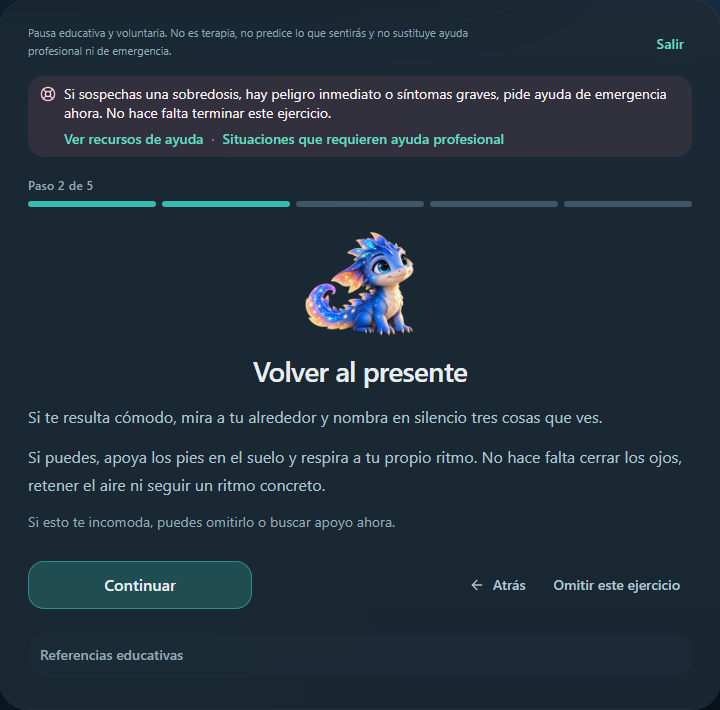 Pausa educativa y voluntaria. No es terapia, no predice lo que sentirás y no sustituye ayuda
profesional ni de emergencia.
Salir
Si sospechas una sobredosis, hay peligro inmediato o síntomas graves, pide ayuda de emergencia
ahora. No hace falta terminar este ejercicio.
Ver recursos de ayuda · Situaciones que requieren ayuda profesional
Paso 2 de 5
Volver al presente
Si te resulta cómodo, mira a tu alrededor y nombra en silencio tres cosas que ves.
Si puedes, apoya los pies en el suelo y respira a tu propio ritmo. No hace falta cerrar los ojos,
retener el aire ni seguir un ritmo concreto.
Si esto te incomoda, puedes omitirlo o buscar apoyo ahora.
Continuar
← Atrás
Omitir este ejercicio
Referencias educativas